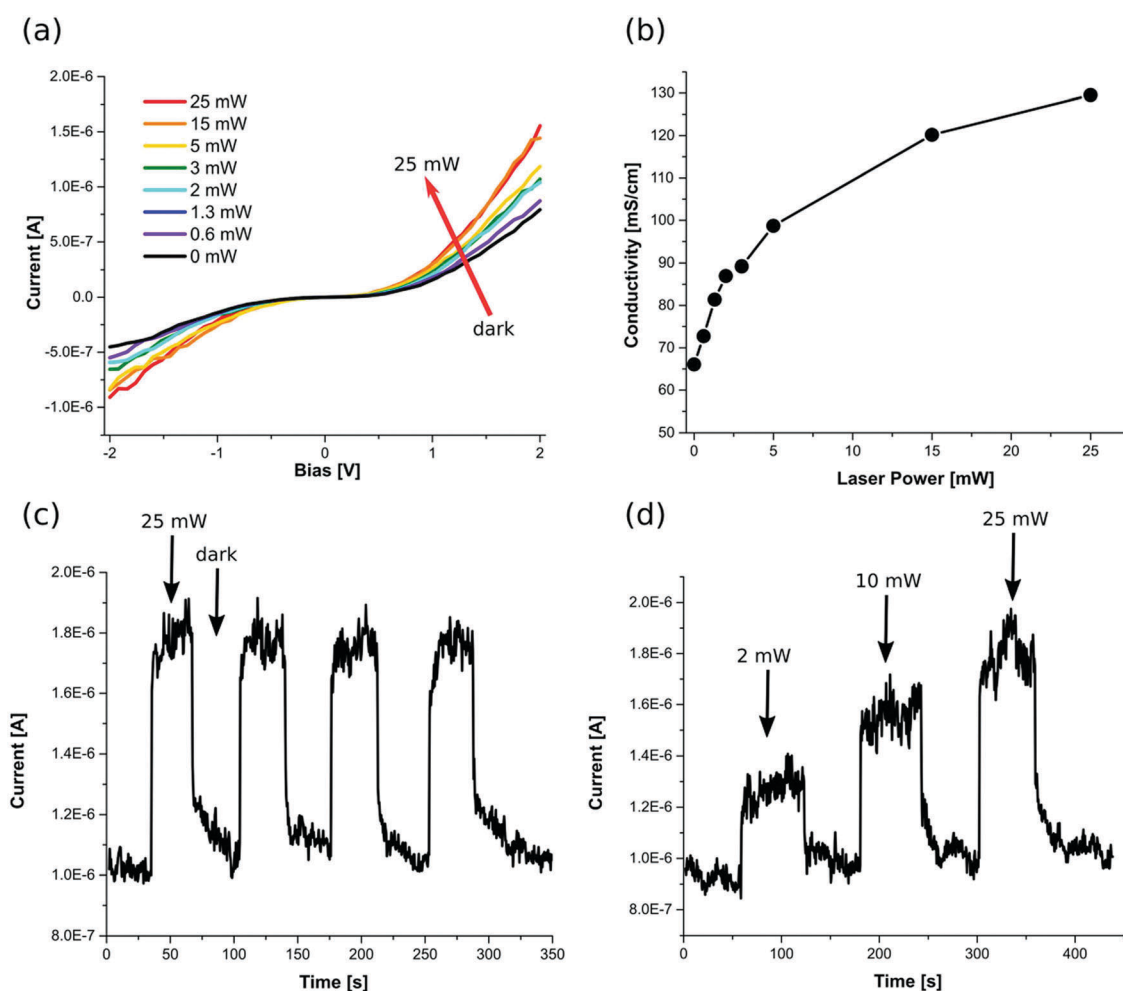 (a)
2.0E-6
1.5E-6
1.0E-6
5.0E-7
0.0
-5.0E-7
-1.0E-6
Current [A]
25 mW
15 mW
5 mW
3 mW
2 mW
1.3 mW
0.6 mW
0 mW
25 mW
dark
-2
-1
0
1
2
Bias [V]
(b)
130
120
110
100
90
80
70
60
50
Conductivity [mS/cm]
0
5
10
15
20
25
Laser Power [mW]
(c)
25 mW
dark
2.0E-6
1.8E-6
1.6E-6
1.4E-6
1.2E-6
1.0E-6
8.0E-7
Current [A]
0
50
100
150
200
250
300
350
Time [s]
(d)
25 mW
10 mW
2 mW
2.0E-6
1.8E-6
1.6E-6
1.4E-6
1.2E-6
1.0E-6
8.0E-7
Current [A]
0
100
200
300
400
Time [s]